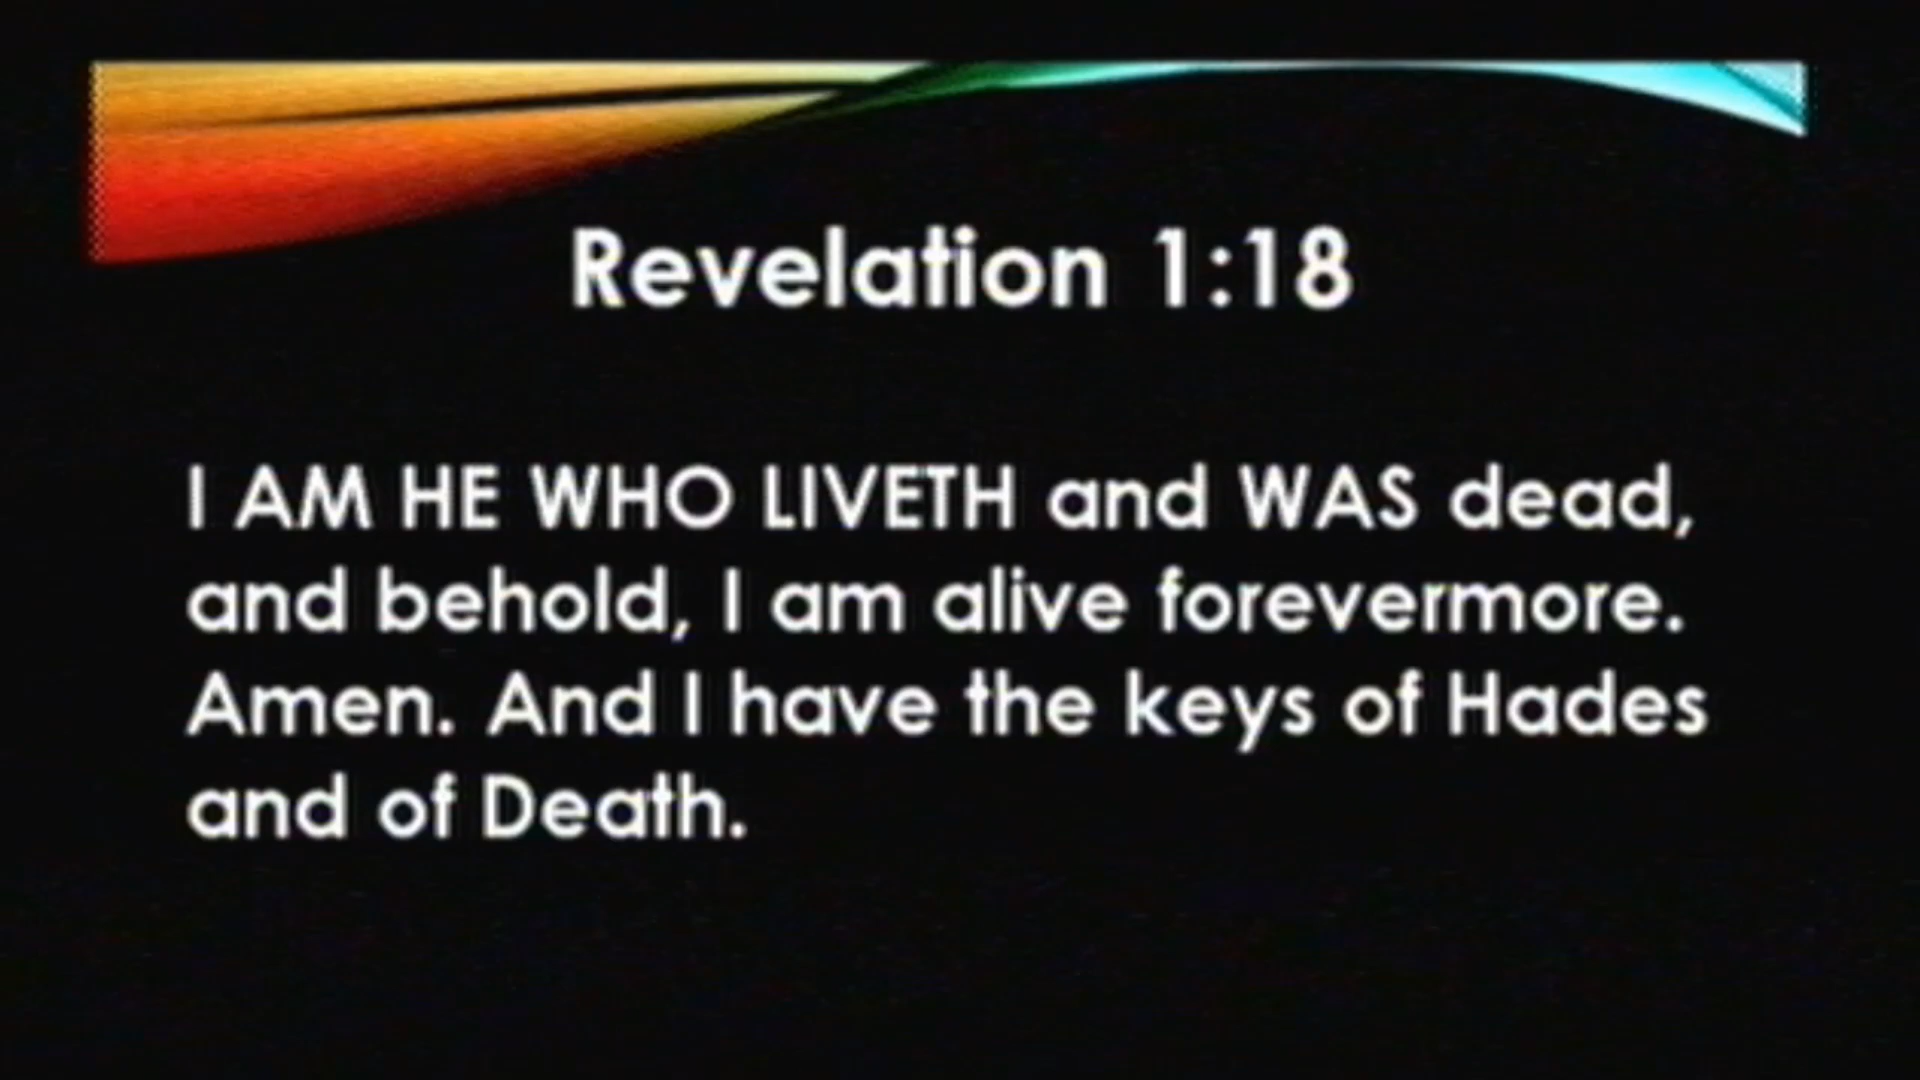 Revelation 1:18
I AM HE WHO LIVETH and WAS dead,
and behold, I am alive forevermore.
Amen. And I have the keys of Hades
and of Death.